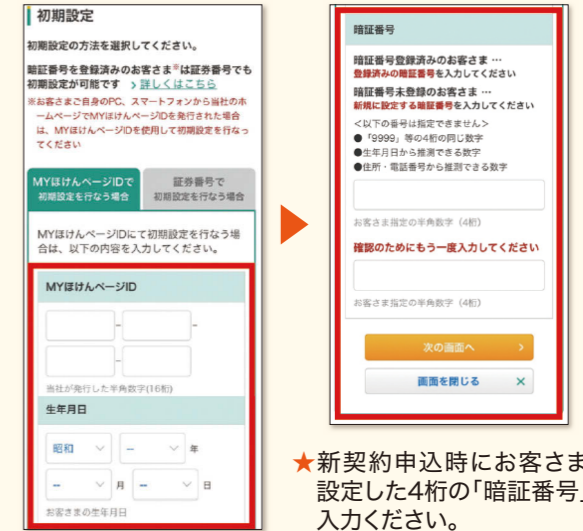 初期設定
初期設定の方法を選択してください。
暗証番号を登録済みのお客さま※は証券番号でも
初期設定が可能です >詳しくはこちら
※お客さまご自身のPC、スマートフォンから当社のホ
ームページでMYほけんページIDを発行された場合
は、MYほけんページIDを使用して初期設定を行なっ
てください
MYほけんページIDで
初期設定を行なう場合
証券番号で
初期設定を行なう場合
MYほけんページIDにて初期設定を行なう場
合は、以下の内容を入力してください。
MYほけんページID
- -
-
当社が発行した半角数字(16桁)
生年月日
昭和 -- 年
-- 月 -- 日
お客さまの生年月日
暗証番号
暗証番号登録済みのお客さま…
登録済みの暗証番号を入力してください
暗証番号未登録のお客さま…
新規に設定する暗証番号を入力してください
<以下の番号は指定できません>
●「9999」等の4桁の同じ数字
●生年月日から推測できる数字
●住所・電話番号から推測できる数字
お客さま指定の半角数字（4桁）
確認のためにもう一度入力してください
お客さま指定の半角数字（4桁）
次の画面へ >
画面を閉じる ×
★新契約申込時にお客さま
設定した4桁の「暗証番号」
入力ください。